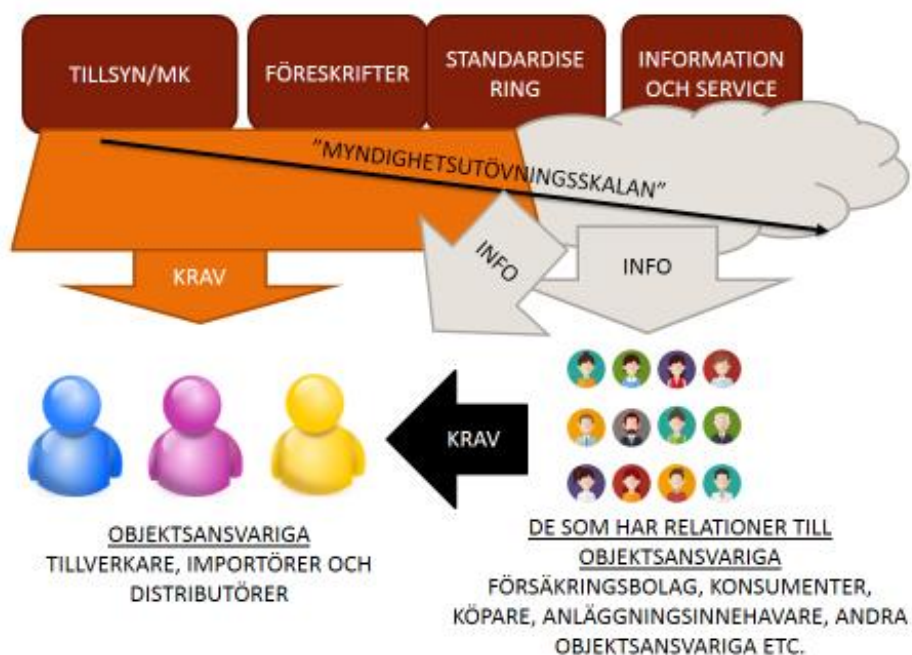 TILLSYN/MK
FÖRESKRIFTER
STANDARDISE
RING
INFORMATION
OCH SERVICE
”MYNDIGHETSUTÖVNINGSSKALAN”
KRAV
INFO
INFO
KRAV
OBJEKTSANSVARIGA
TILLVERKARE, IMPORTÖRER OCH
DISTRIBUTÖRER
DE SOM HAR RELATIONER TILL
OBJEKTSANSVARIGA
FÖRSÄKRINGSBOLAG, KONSUMENTER,
KÖPARE, ANLÄGGNINGSINNEHAVARE, ANDRA
OBJEKTSANSVARIGA ETC.